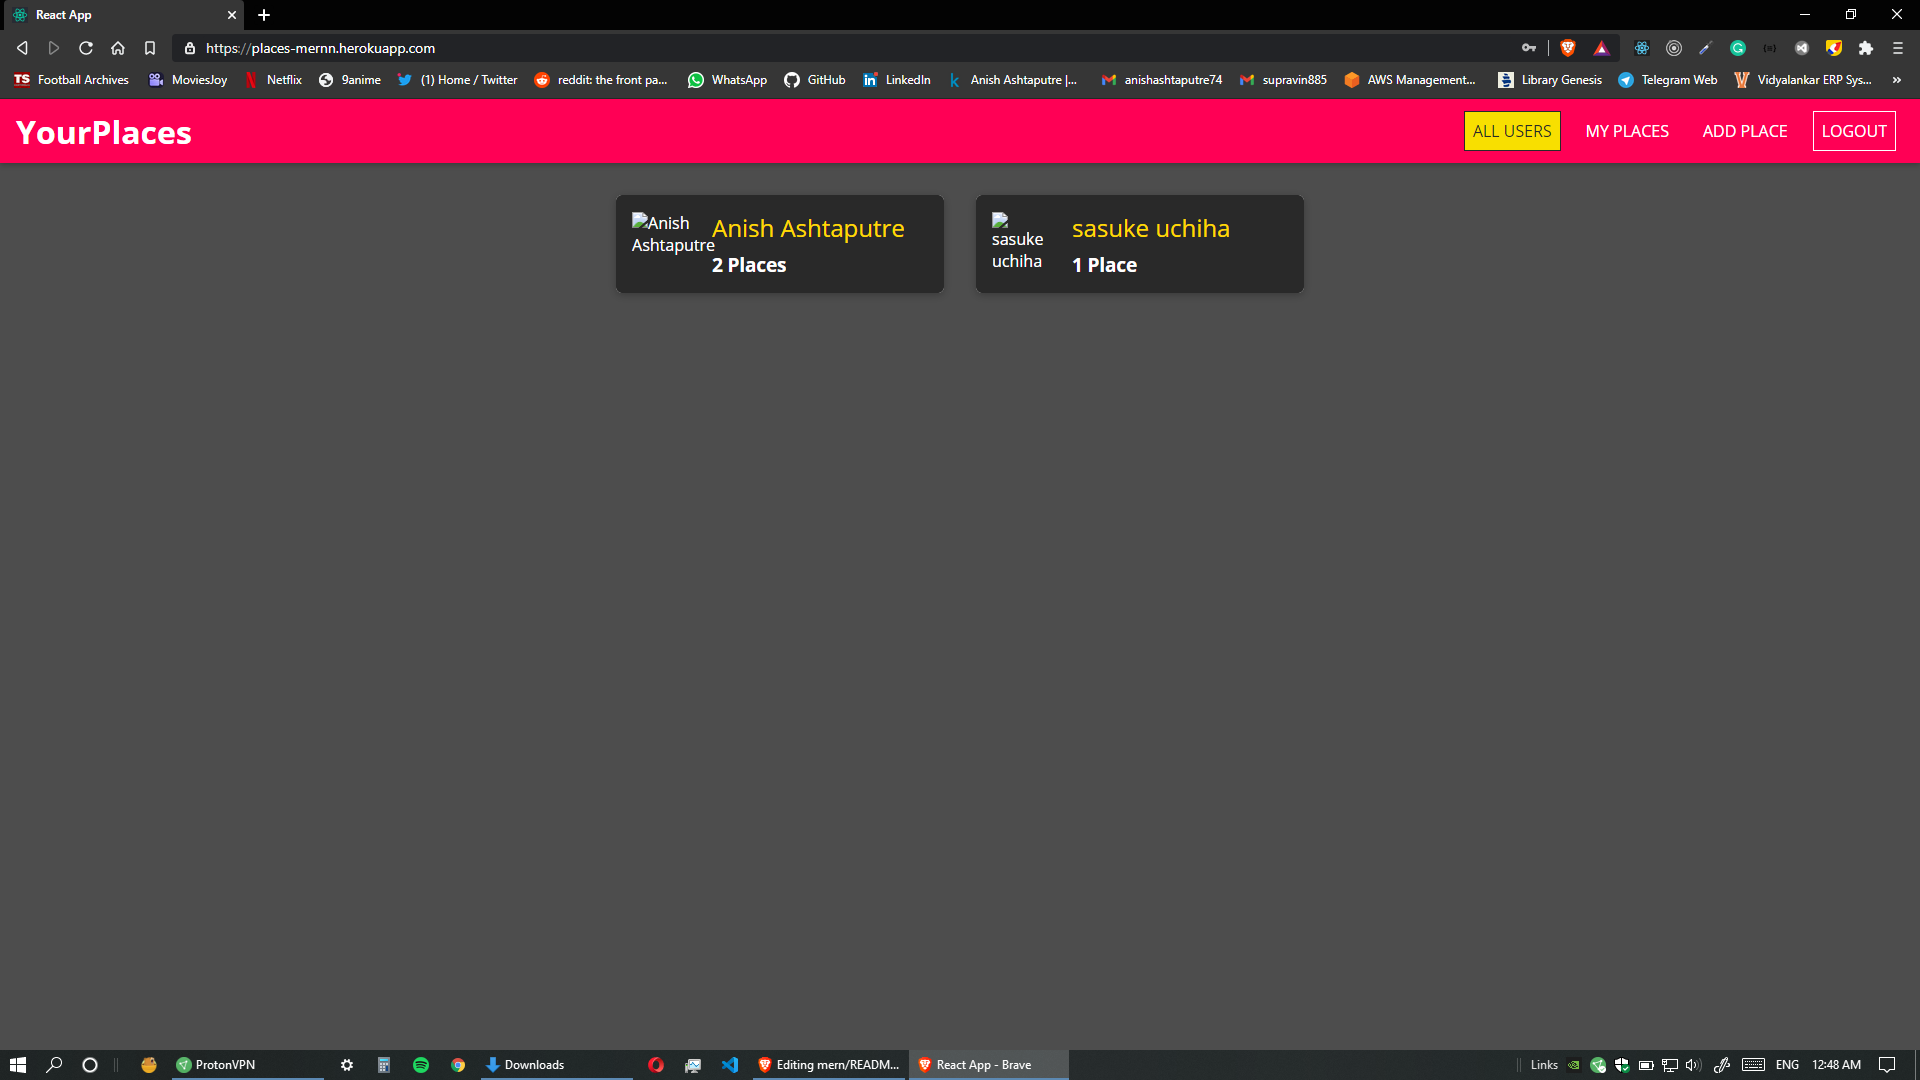 React App
https://places-mernn.herokuapp.com
TS Football Archives MoviesJoy Netflix 9anime (1) Home / Twitter reddit: the front pa... WhatsApp GitHub LinkedIn Anish Ashtaputre |... anishashtaputre74 supravin885 AWS Management... Library Genesis Telegram Web Vidyalankar ERP Sys... »
YourPlaces ALL USERS MY PLACES ADD PLACE LOGOUT
Anish Ashtaputre
Anish Ashtaputre
2 Places
sasuke uchiha
sasuke uchiha
1 Place
ProtonVPN Downloads Editing mern/READM... React App - Brave Links ENG 12:48 AM